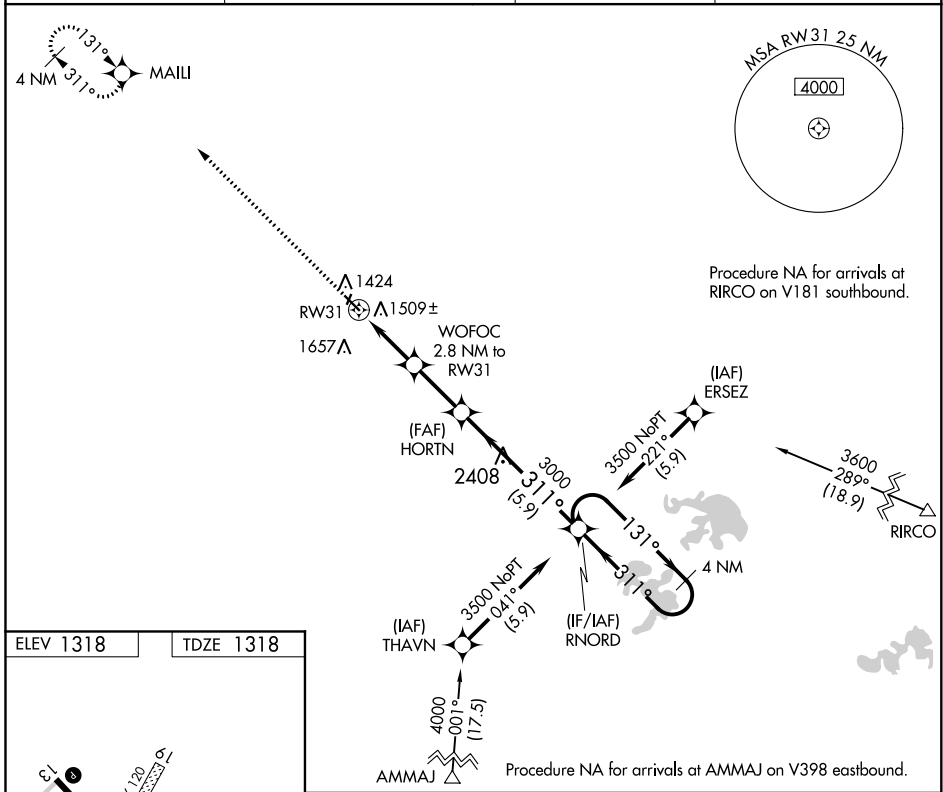 131°
4 NM
311°
MAILI
MSA RW31 25 NM
4000
Procedure NA for arrivals at
RIRCO on V181 southbound.
1424
RW31
1509±
1657
WOFOC
2.8 NM to
RW31
(FAF)
HORTN
2408
3000
311°
(5.9)
(IAF)
ERSEZ
3500 NoPT
221°
(5.9)
3600
289°
(18.9)
RIRCO
131°
311°
4 NM
(IF/IAF)
RNORD
3500 NoPT
041°
(5.9)
(IAF)
THAVN
4000
001°
(17.5)
AMMAJ
Procedure NA for arrivals at AMMAJ on V398 eastbound.
ELEV 1318
TDZE 1318
13
P
120
19